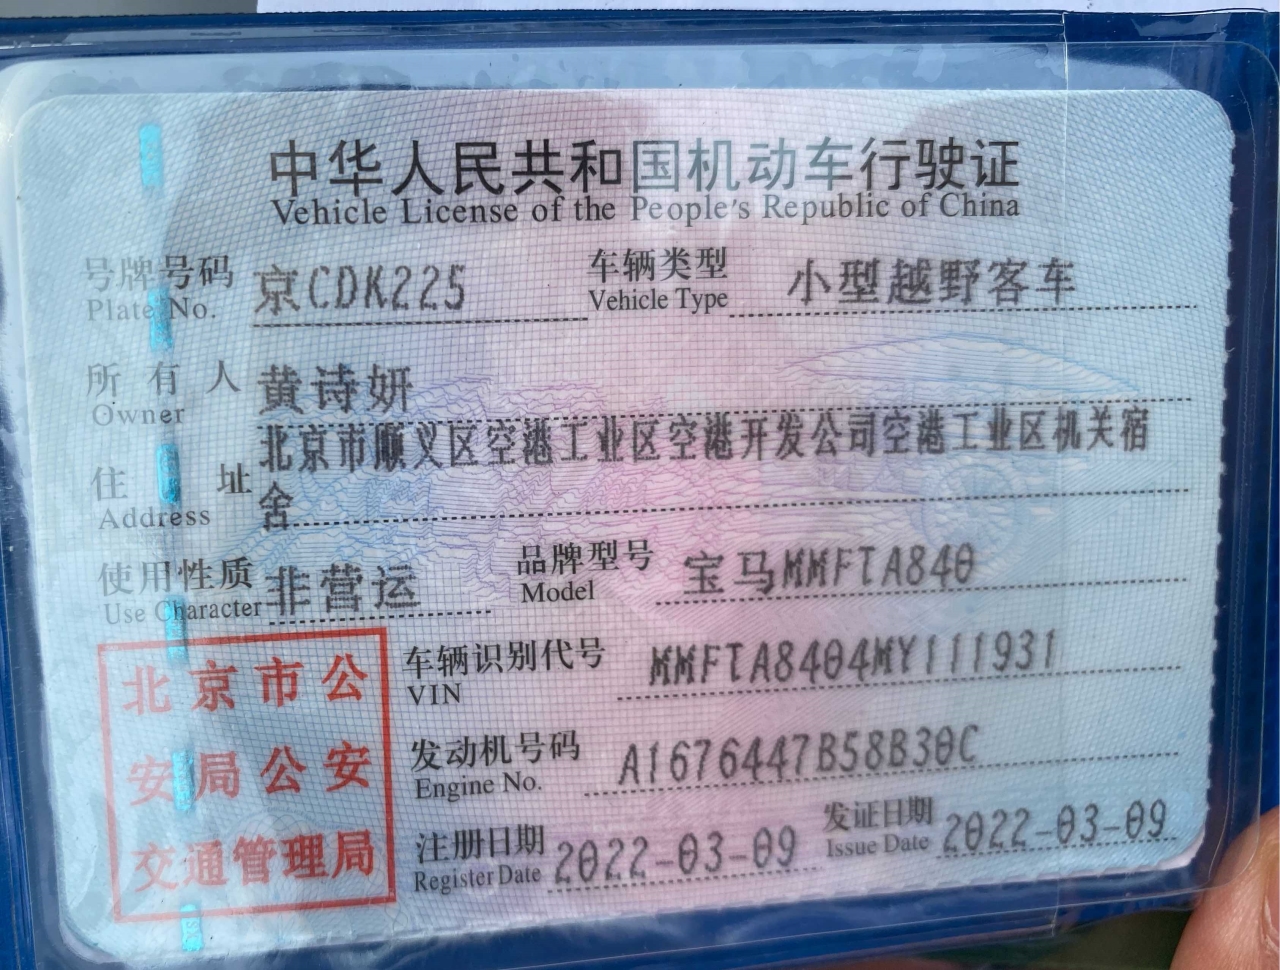 中华人民共和国机动车行驶证
Vehicle License of the People's Republic of China
号牌号码 京CDK225 车辆类型 小型越野客车
Plate No. Vehicle Type
所有人 黄诗妍
Owner
住址 北京市顺义区空港工业区空港开发公司空港工业区机关宿
舍
Address
使用性质 非营运 品牌型号 宝马MMFTA840
Use Character Model
车辆识别代号 MMFTA8404MY111931
VIN
发动机号码 A1676447B58B30C
Engine No.
注册日期 2022-03-09 发证日期 2022-03-09
Register Date Issue Date
北京市公
安局公安
交通管理局